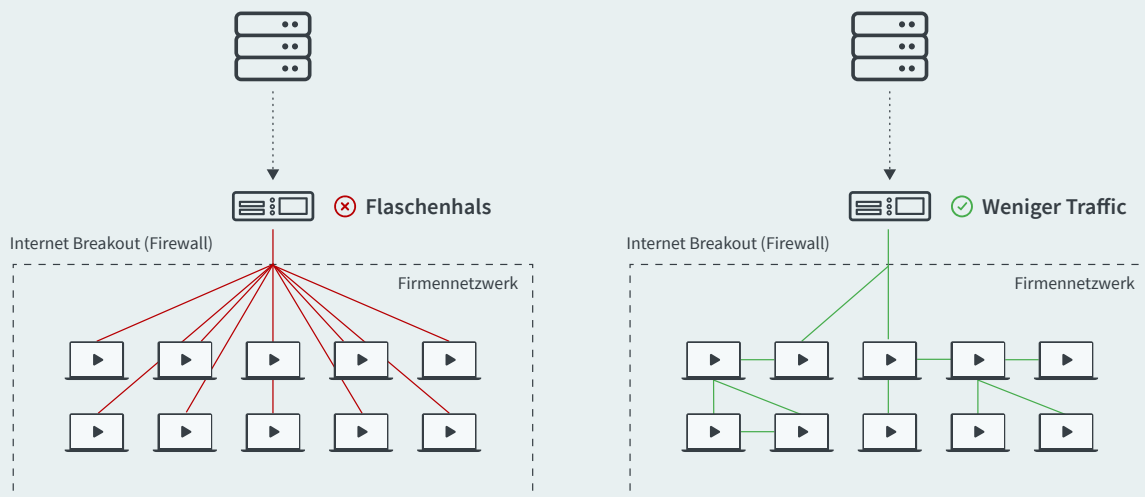 Flaschenhals
Internet Breakout (Firewall)
Firmennetzwerk
Weniger Traffic
Internet Breakout (Firewall)
Firmennetzwerk